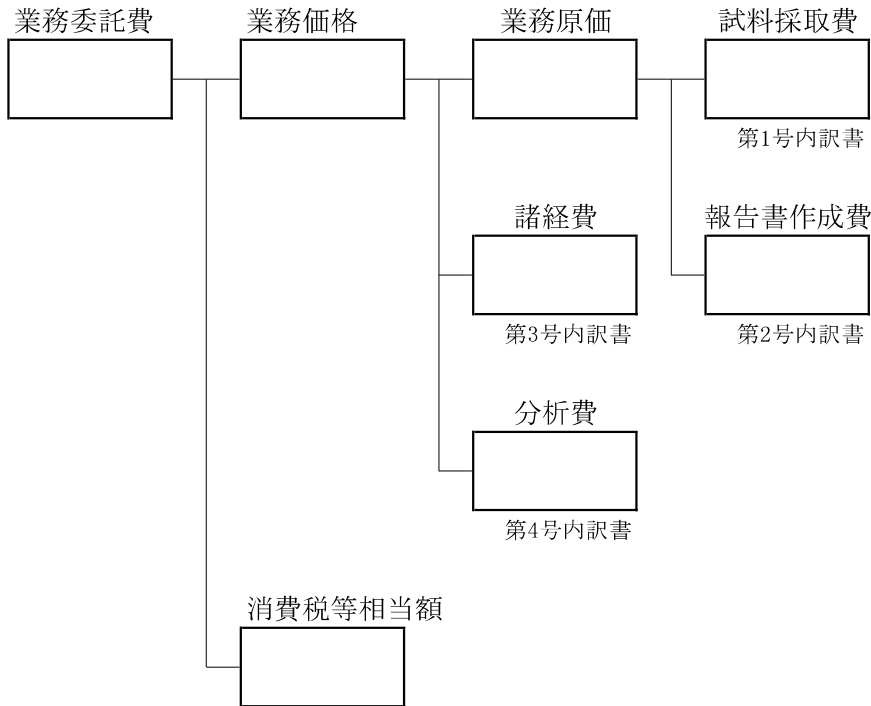 業務委託費
業務価格
業務原価
試料採取費
第1号内訳書
諸経費
報告書作成費
第3号内訳書
第2号内訳書
分析費
第4号内訳書
消費税等相当額